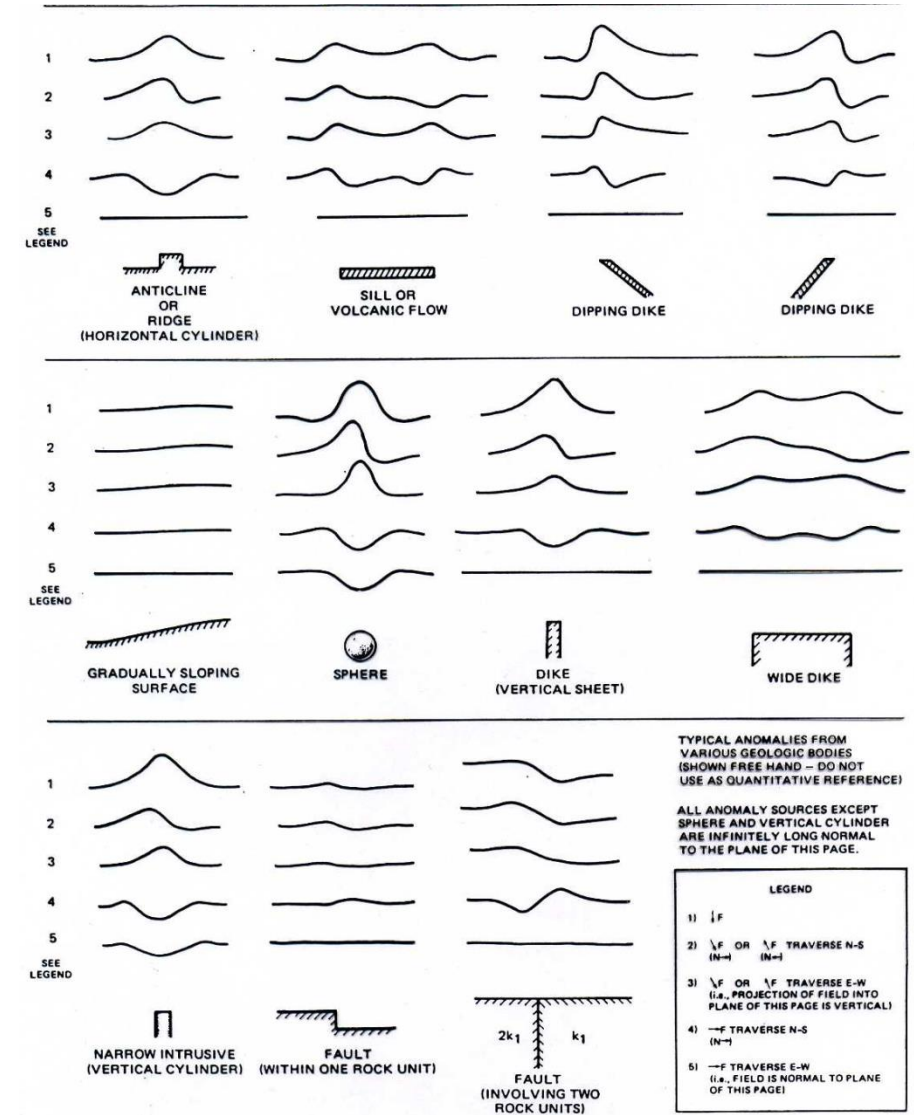 1
2
3
4
5
SEE
LEGEND
ANTICLINE
OR
RIDGE
(HORIZONTAL CYLINDER)
SILL OR
VOLCANIC FLOW
DIPPING DIKE
DIPPING DIKE
1
2
3
4
5
SEE
LEGEND
GRADUALLY SLOPING
SURFACE
SPHERE
DIKE
(VERTICAL SHEET)
WIDE DIKE
1
2
3
4
5
SEE
LEGEND
NARROW INTRUSIVE
(VERTICAL CYLINDER)
FAULT
(WITHIN ONE ROCK UNIT)
2k1 k1
FAULT
(INVOLVING TWO
ROCK UNITS)
TYPICAL ANOMALIES FROM
VARIOUS GEOLOGIC BODIES
(SHOWN FREE HAND – DO NOT
USE AS QUANTITATIVE REFERENCE)
ALL ANOMALY SOURCES EXCEPT
SPHERE AND VERTICAL CYLINDER
ARE INFINITELY LONG NORMAL
TO THE PLANE OF THIS PAGE.
LEGEND
1) ↓F
2) ↘F OR ↖F TRAVERSE N-S
(N→) (N→)
3) ↘F OR ↖F TRAVERSE E-W
(i.e., PROJECTION OF FIELD INTO
PLANE OF THIS PAGE IS VERTICAL)
4) →F TRAVERSE N-S
(N→)
5) →F TRAVERSE E-W
(i.e., FIELD IS NORMAL TO PLANE
OF THIS PAGE)